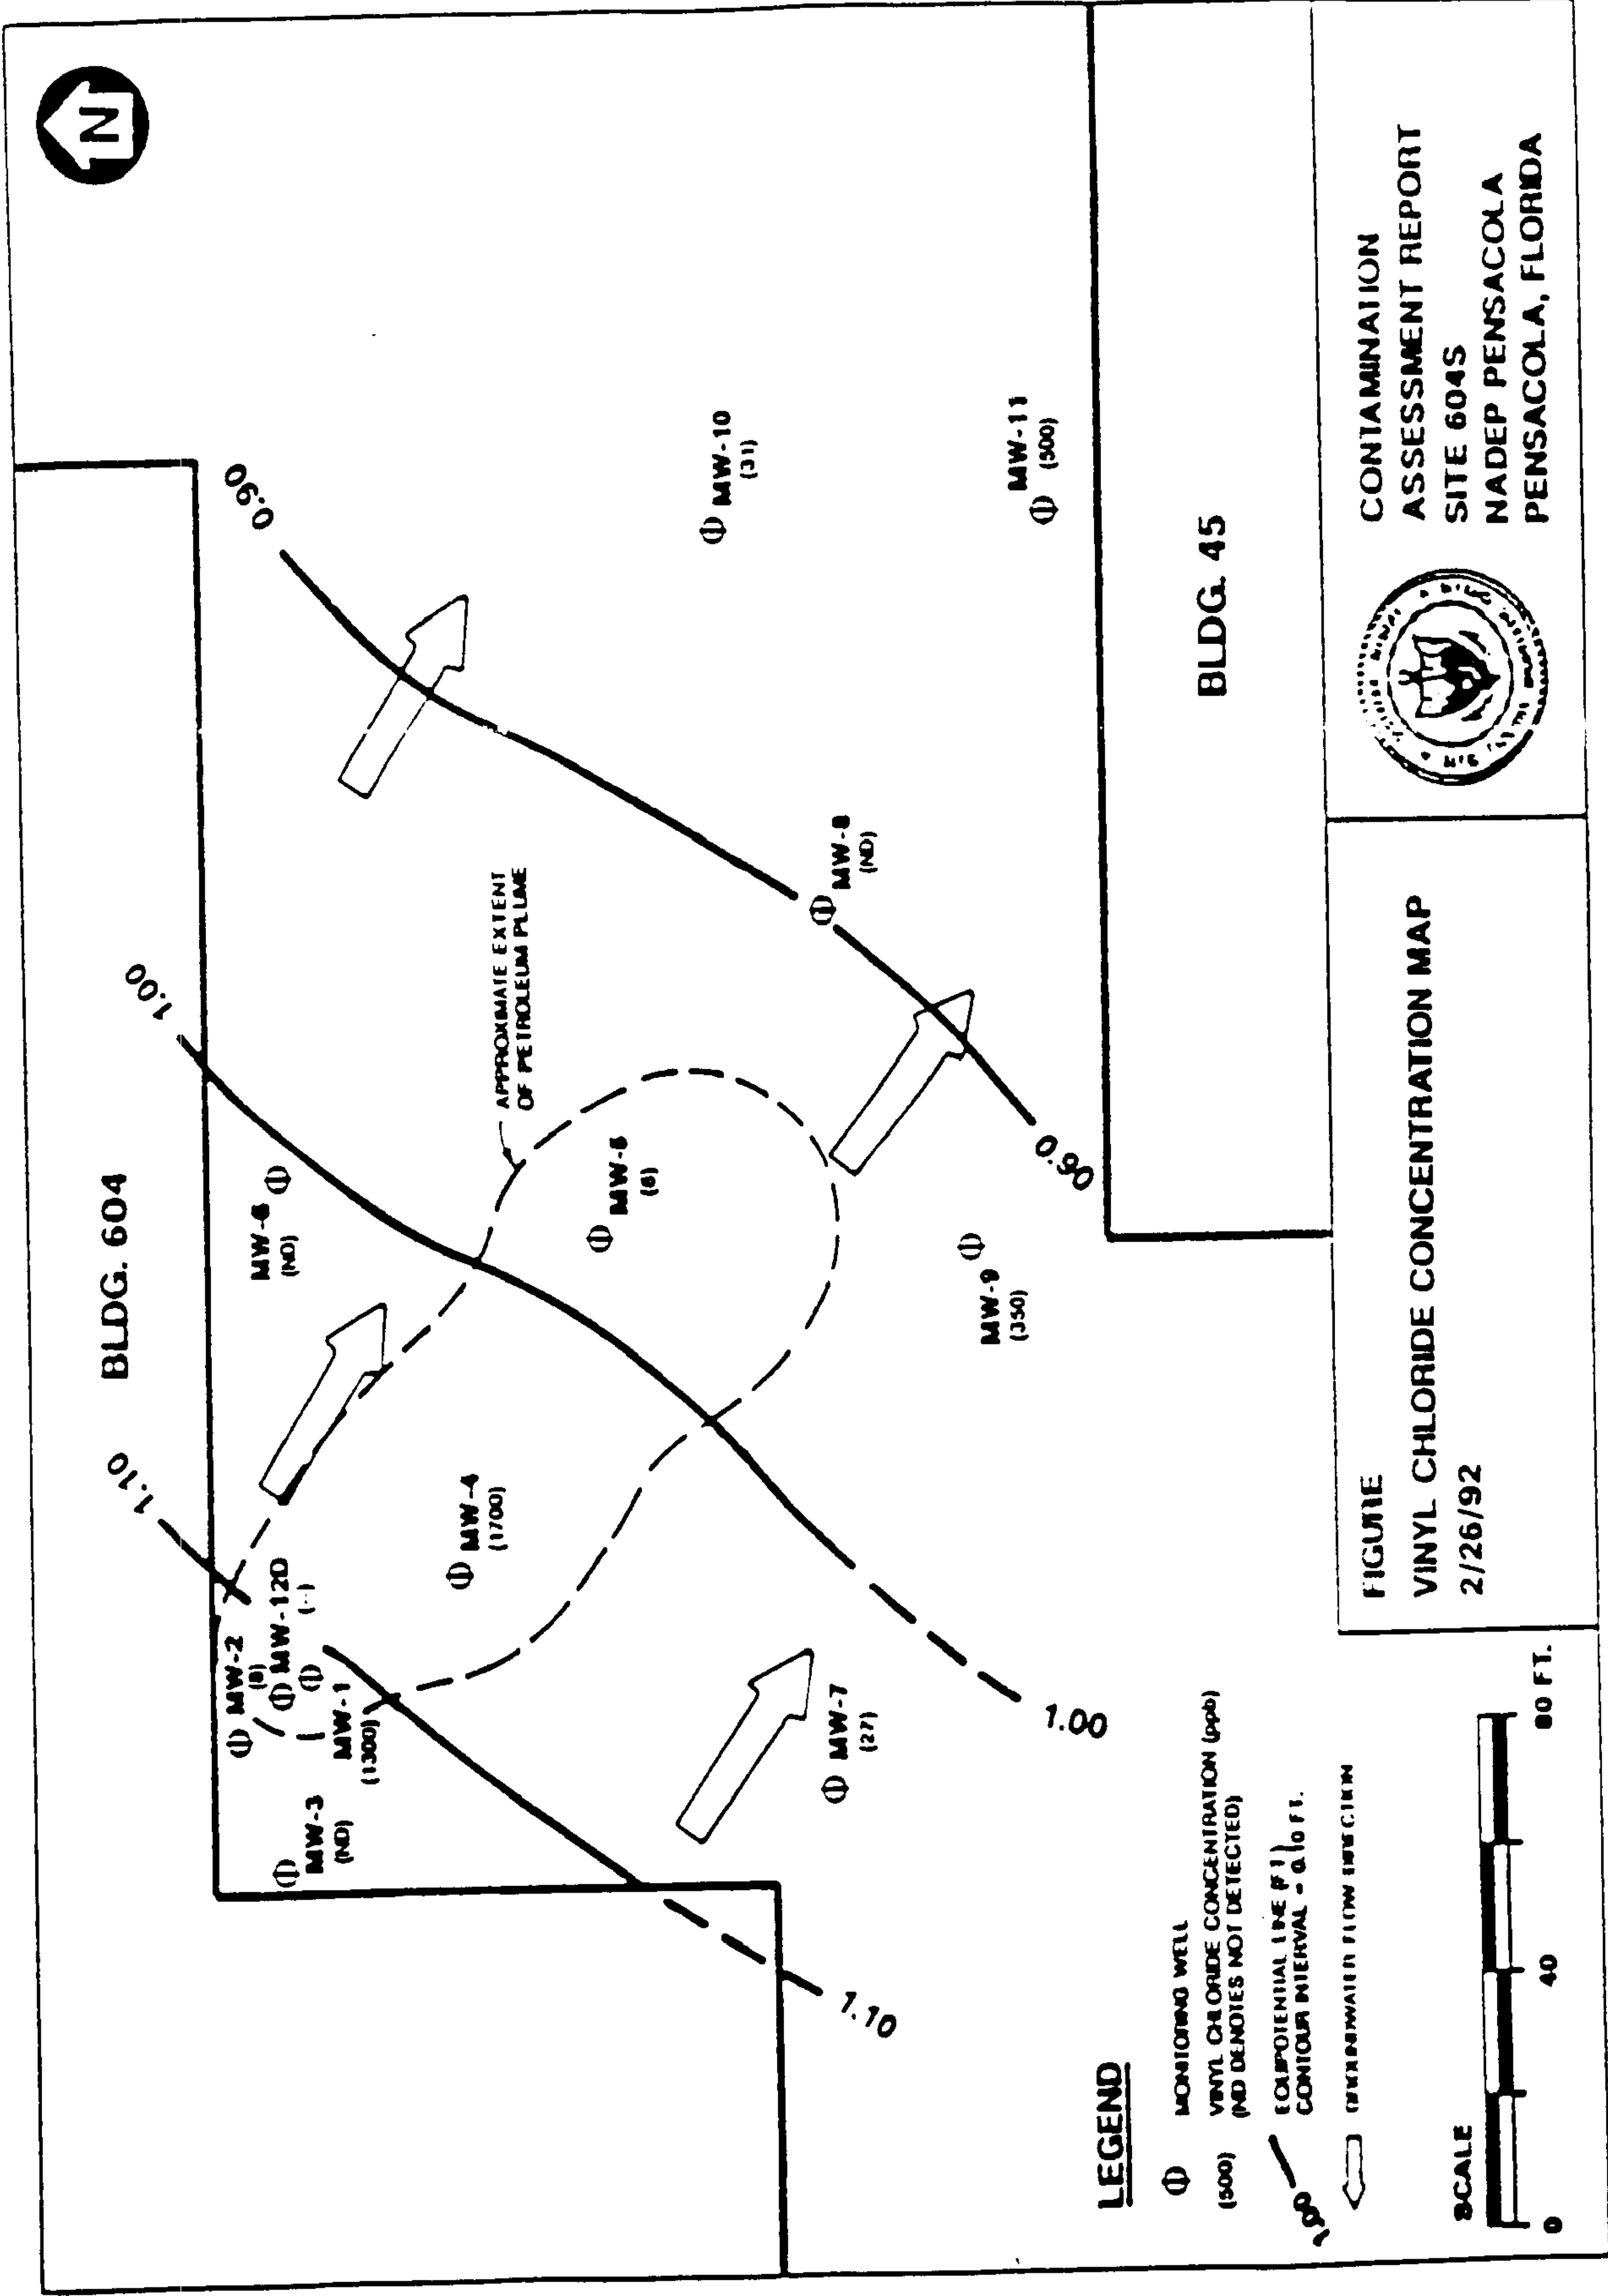 N
BLDG. 604
1.10
1.00
0.90
MW-2
(8)
MW-12D
(--)
MW-1
(1300)
MW-3
(ND)
MW-6
(ND)
MW-4
(1700)
APPROXIMATE EXTENT
OF PETROLEUM PLUME
MW-5
(6)
MW-8
(ND)
MW-10
(31)
MW-11
(500)
MW-9
(350)
MW-7
(27)
1.10
1.00
0.90
BLDG. 45
LEGEND
MONITORING WELL
(500) VINYL CHLORIDE CONCENTRATION (ppb)
(ND DENOTES NOT DETECTED)
1.00 EQUIPOTENTIAL LINE (FT)
CONTOUR INTERVAL = 0.10 FT.
GROUNDWATER FLOW DIRECTION
SCALE
0 40 80 FT.
FIGURE
VINYL CHLORIDE CONCENTRATION MAP
2/26/92
CONTAMINATION
ASSESSMENT REPORT
SITE 604S
NADEP PENSACOLA
PENSACOLA, FLORIDA